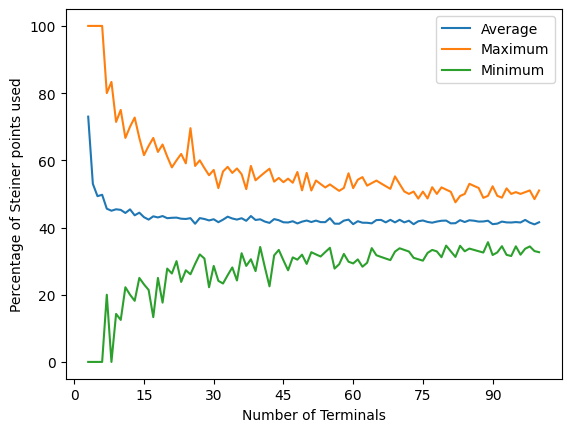 Average
Maximum
Minimum
100
80
60
40
20
0
Percentage of Steiner points used
0 15 30 45 60 75 90
Number of Terminals